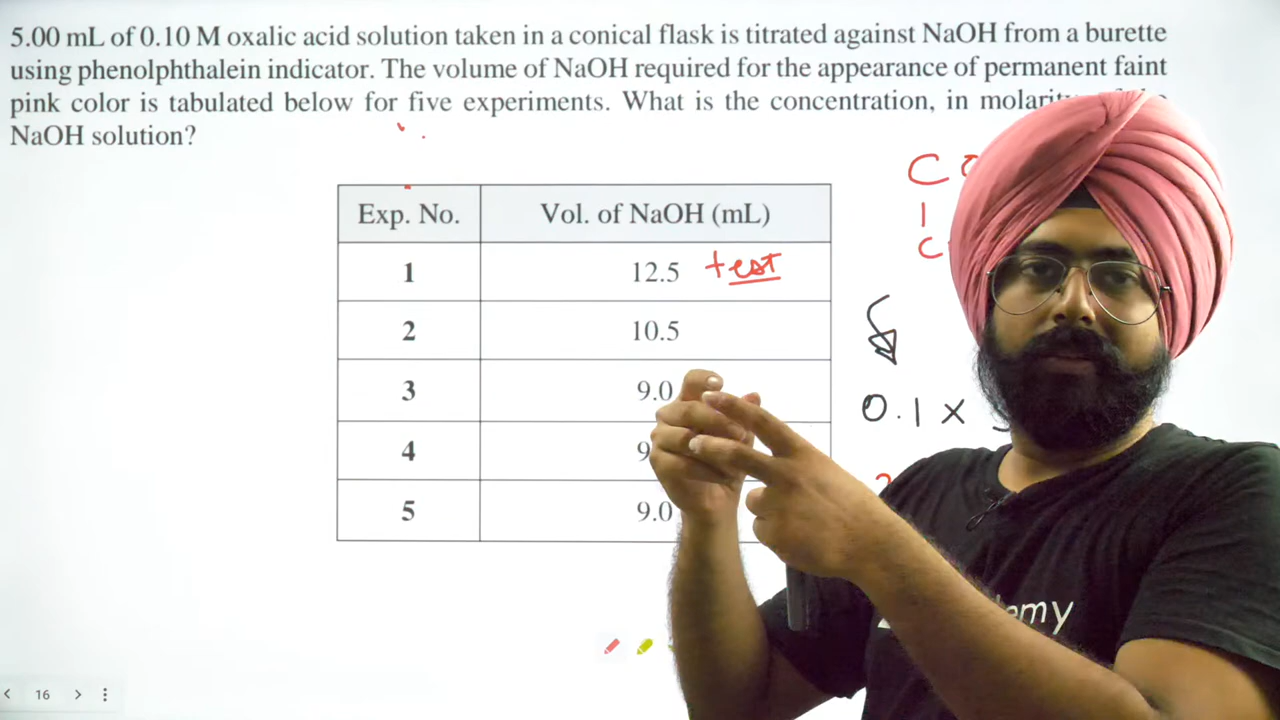 5.00 mL of 0.10 M oxalic acid solution taken in a conical flask is titrated against NaOH from a burette
using phenolphthalein indicator. The volume of NaOH required for the appearance of permanent faint
pink color is tabulated below for five experiments. What is the concentration, in
NaOH solution?
Exp. No. Vol. of NaOH (mL)
1 12.5 test
2 10.5
3 9.0
4 9
5 9.0
C
C
0.1 x
16